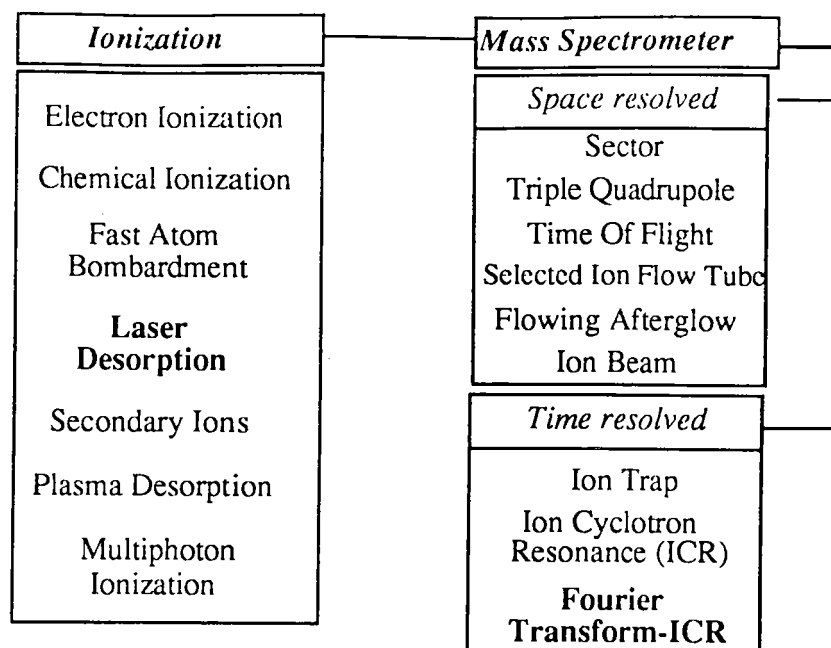 Ionization
Electron Ionization
Chemical Ionization
Fast Atom
Bombardment
Laser
Desorption
Secondary Ions
Plasma Desorption
Multiphoton
Ionization
Mass Spectrometer
Space resolved
Sector
Triple Quadrupole
Time Of Flight
Selected Ion Flow Tube
Flowing Afterglow
Ion Beam
Time resolved
Ion Trap
Ion Cyclotron
Resonance (ICR)
Fourier
Transform-ICR